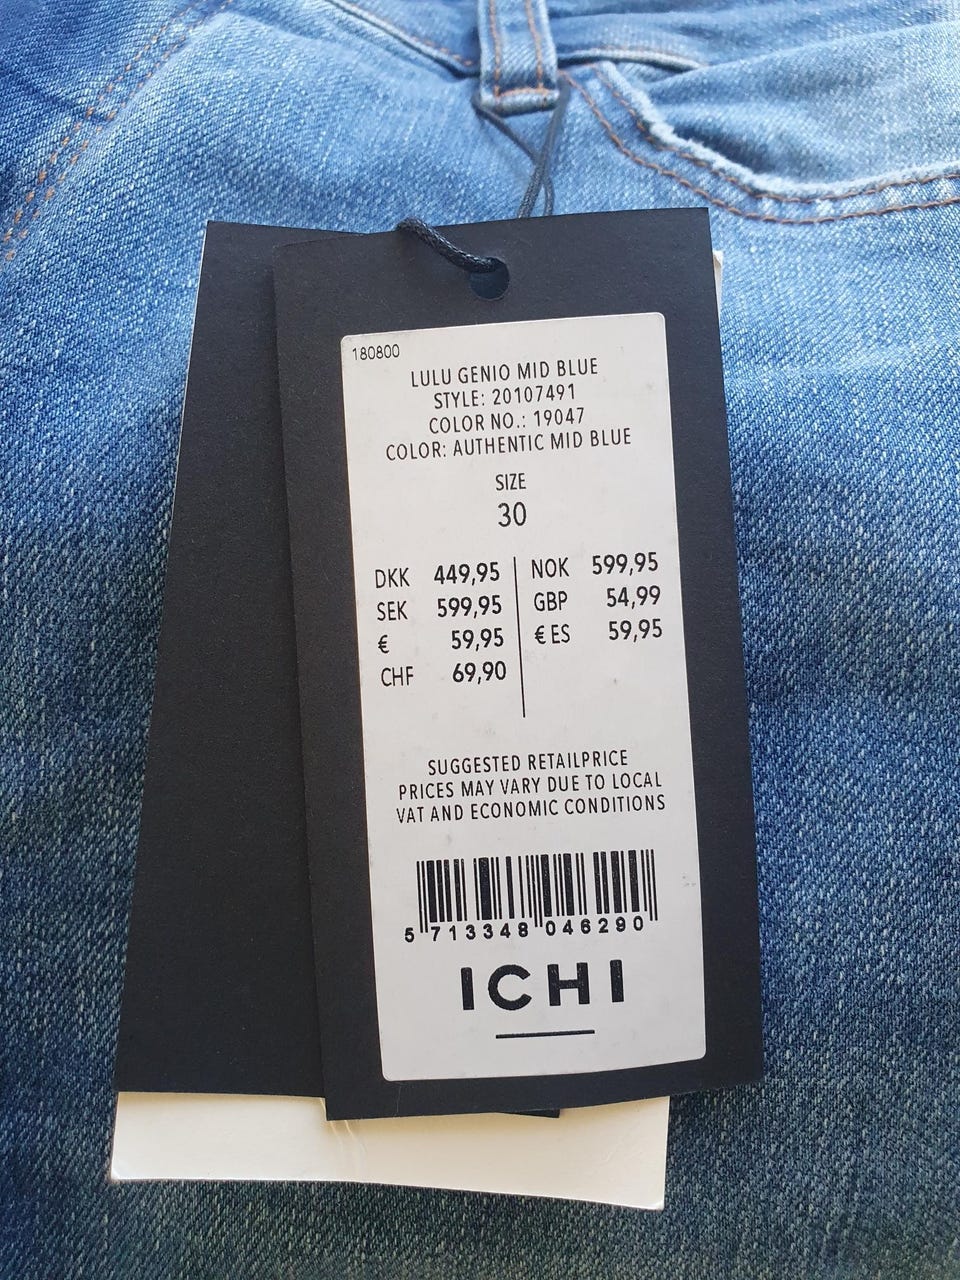 180800
LULU GENIO MID BLUE
STYLE: 20107491
COLOR NO.: 19047
COLOR: AUTHENTIC MID BLUE
SIZE
30
DKK 449,95 NOK 599,95
SEK 599,95 GBP 54,99
€ 59,95 € ES 59,95
CHF 69,90
SUGGESTED RETAILPRICE
PRICES MAY VARY DUE TO LOCAL
VAT AND ECONOMIC CONDITIONS
5 713348 046290
ICHI